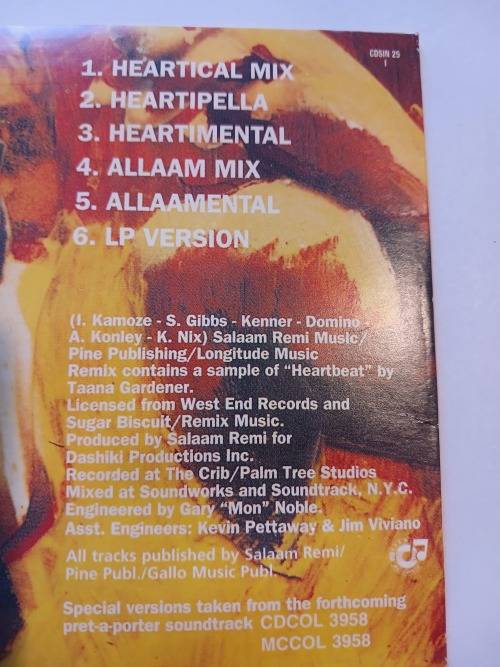 CDSIN 25
I
1. HEARTICAL MIX
2. HEARTIPELLA
3. HEARTIMENTAL
4. ALLAAM MIX
5. ALLAAMENTAL
6. LP VERSION
(I. Kamoze - S. Gibbs - Kenner - Domino -
A. Konley - K. Nix) Salaam Remi Music/
Pine Publishing/Longitude Music
Remix contains a sample of “Heartbeat” by
Taana Gardener.
Licensed from West End Records and
Sugar Biscuit/Remix Music.
Produced by Salaam Remi for
Dashiki Productions Inc.
Recorded at The Crib/Palm Tree Studios
Mixed at Soundworks and Soundtrack, N.Y.C.
Engineered by Gary “Mon” Noble.
Asst. Engineers: Kevin Pettaway & Jim Viviano
All tracks published by Salaam Remi/
Pine Publ./Gallo Music Publ.
Special versions taken from the forthcoming
pret-a-porter soundtrack CDCOL 3958
MCCOL 3958